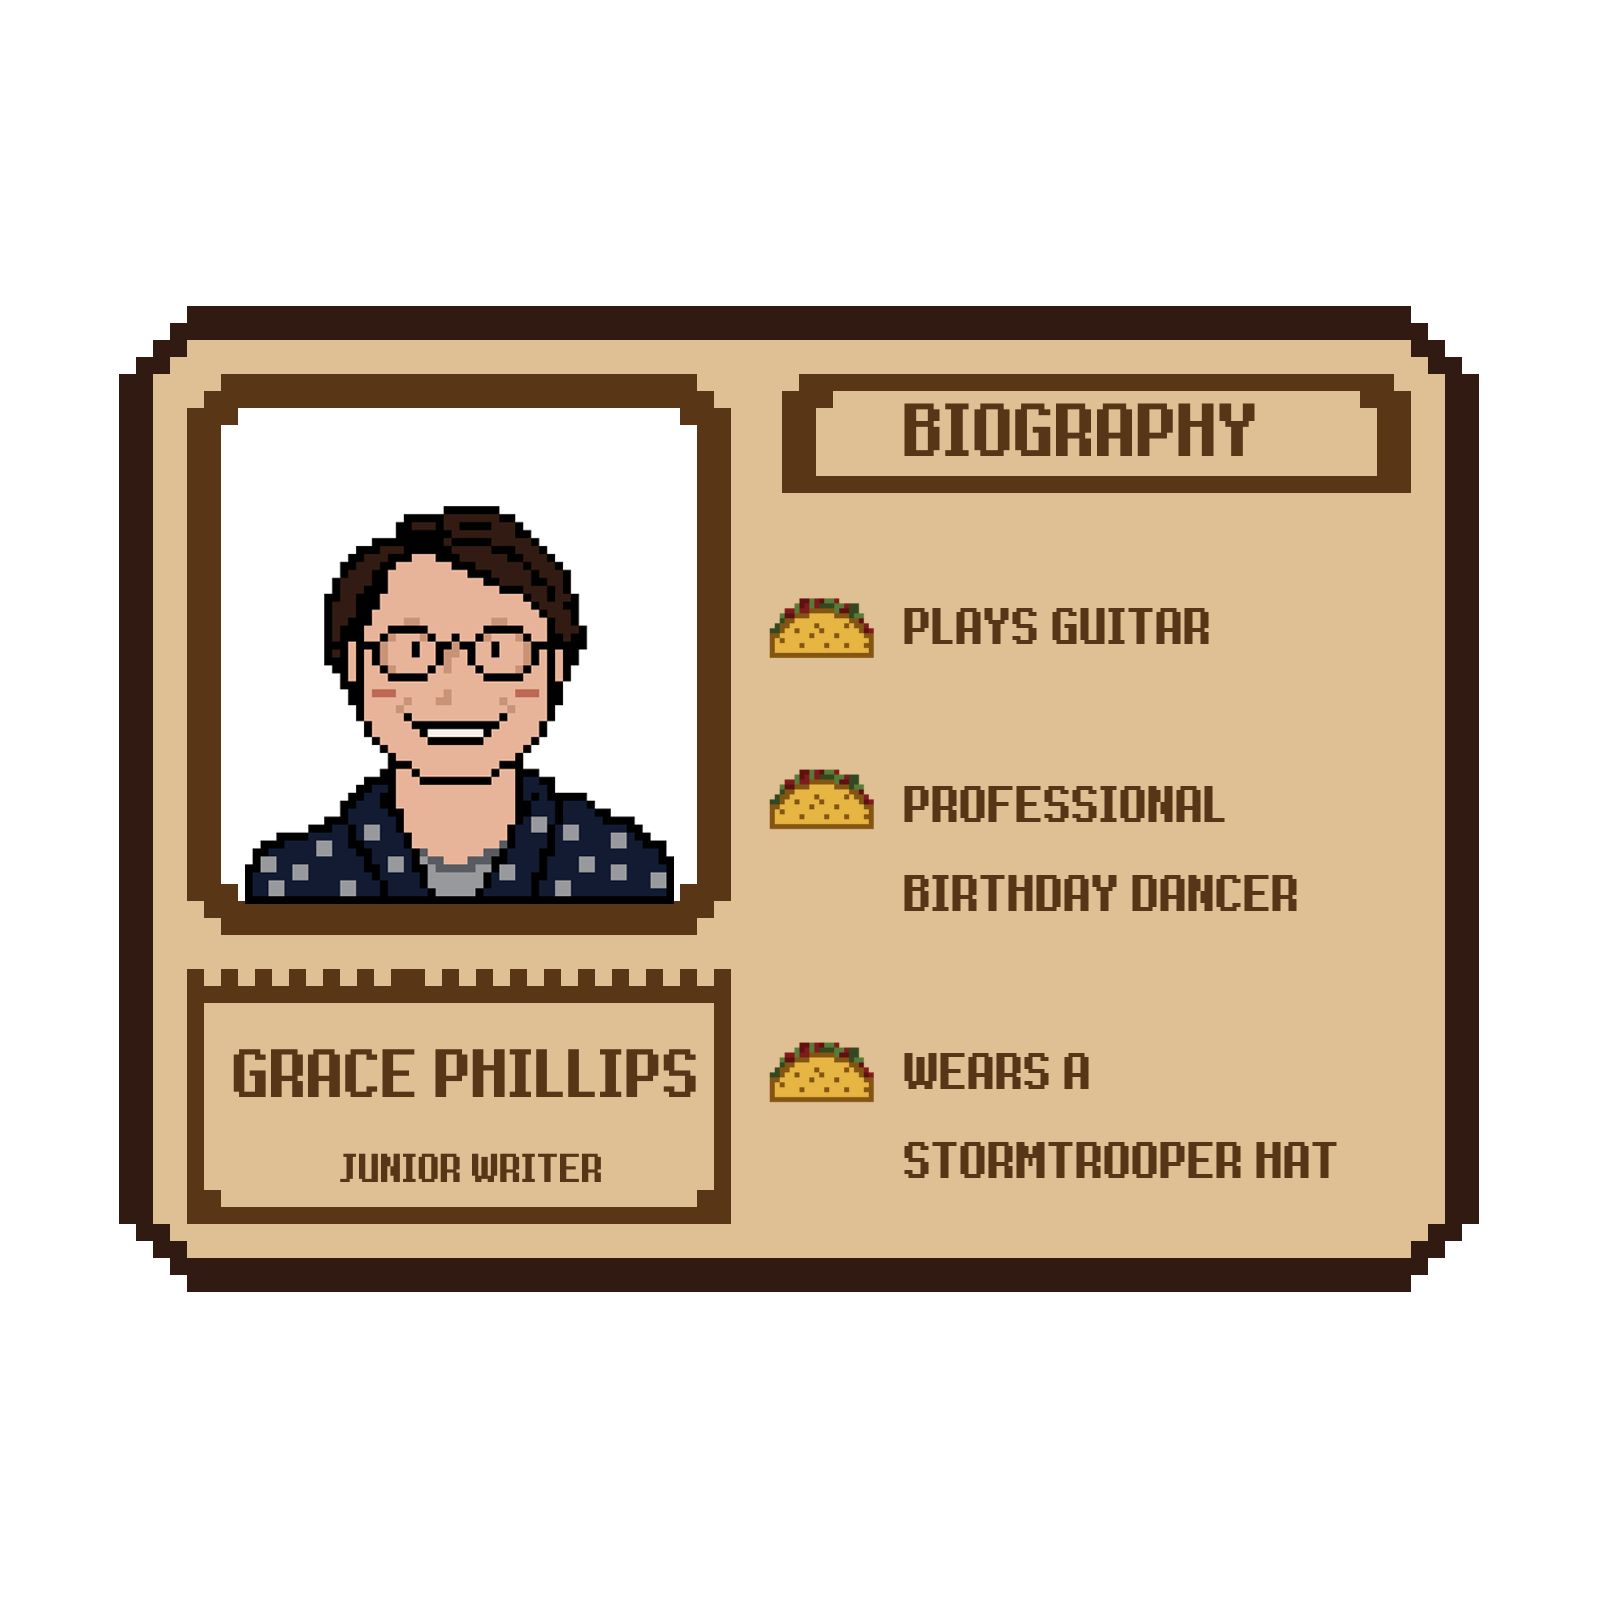 BIOGRAPHY
PLAYS GUITAR
PROFESSIONAL
BIRTHDAY DANCER
WEARS A
STORMTROOPER HAT
GRACE PHILLIPS
JUNIOR WRITER